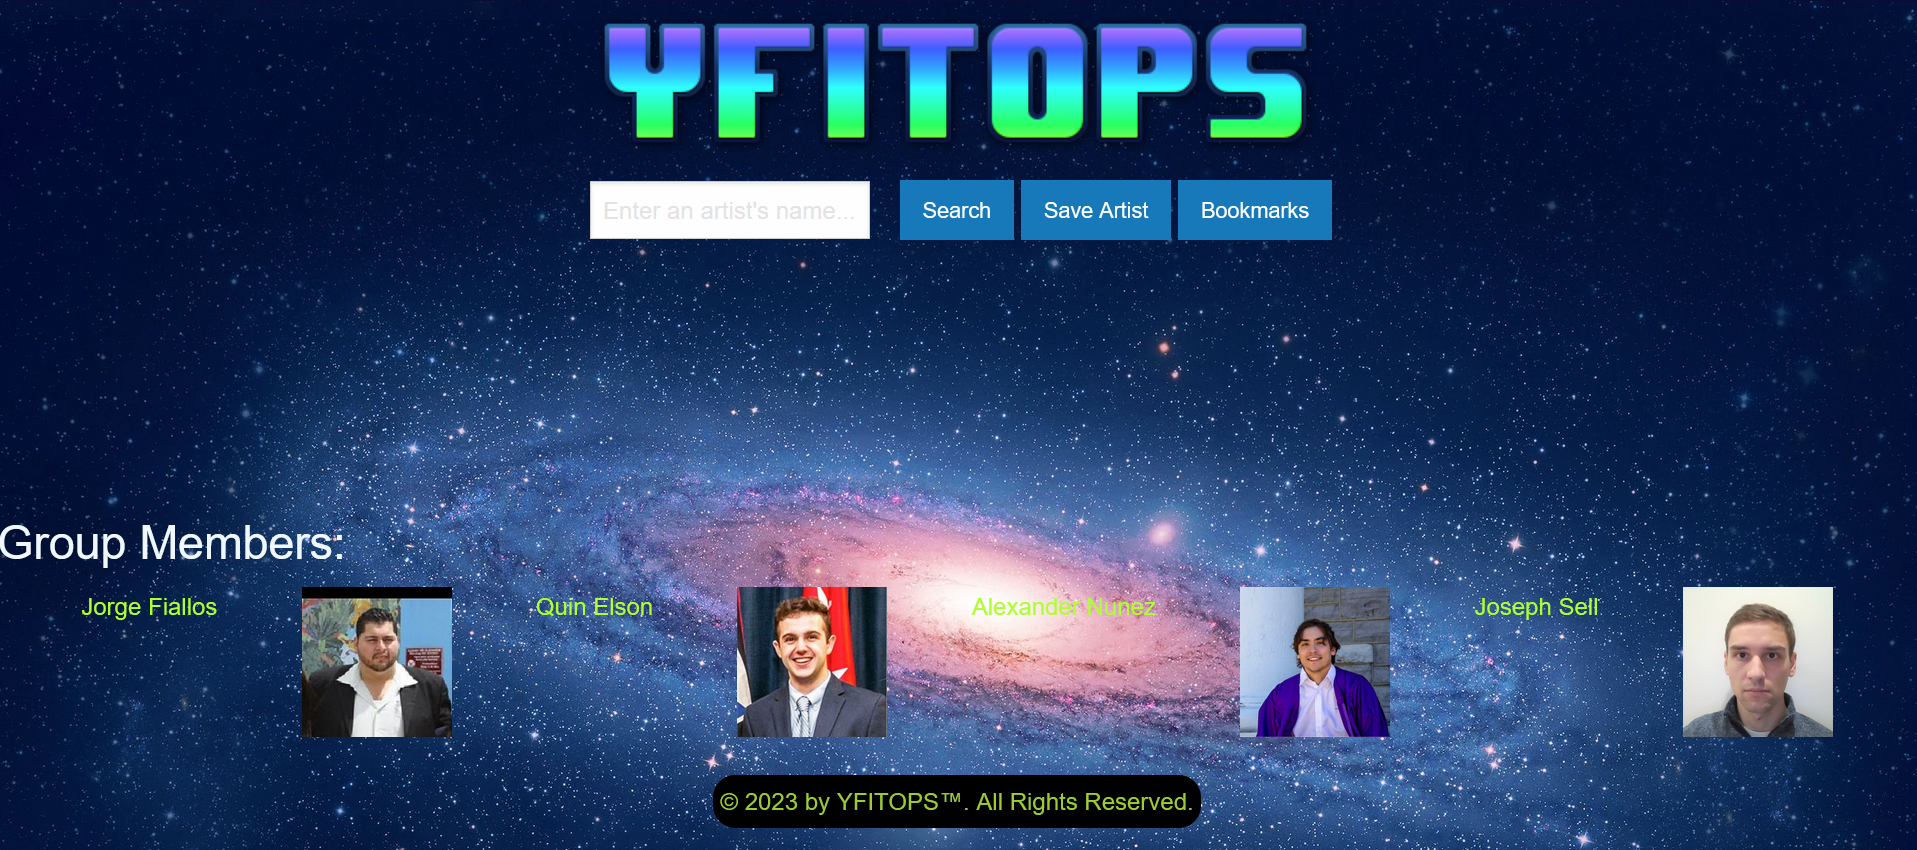 YFITOPS
Enter an artist's name...
Search
Save Artist
Bookmarks
Group Members:
Jorge Fiallos
Quin Elson
Alexander Nunez
Joseph Sell
© 2023 by YFITOPS™. All Rights Reserved.